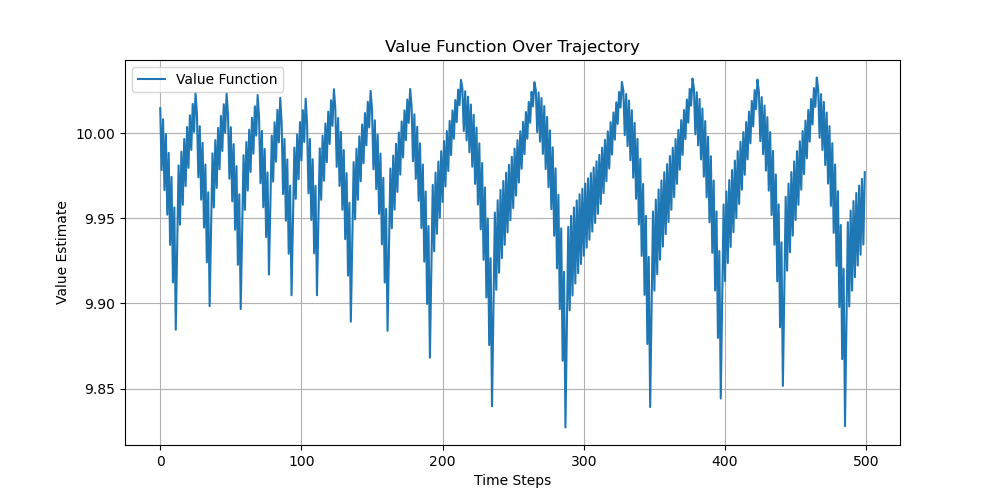 Value Function Over Trajectory
Value Function
Value Estimate
10.00
9.95
9.90
9.85
0 100 200 300 400 500
Time Steps